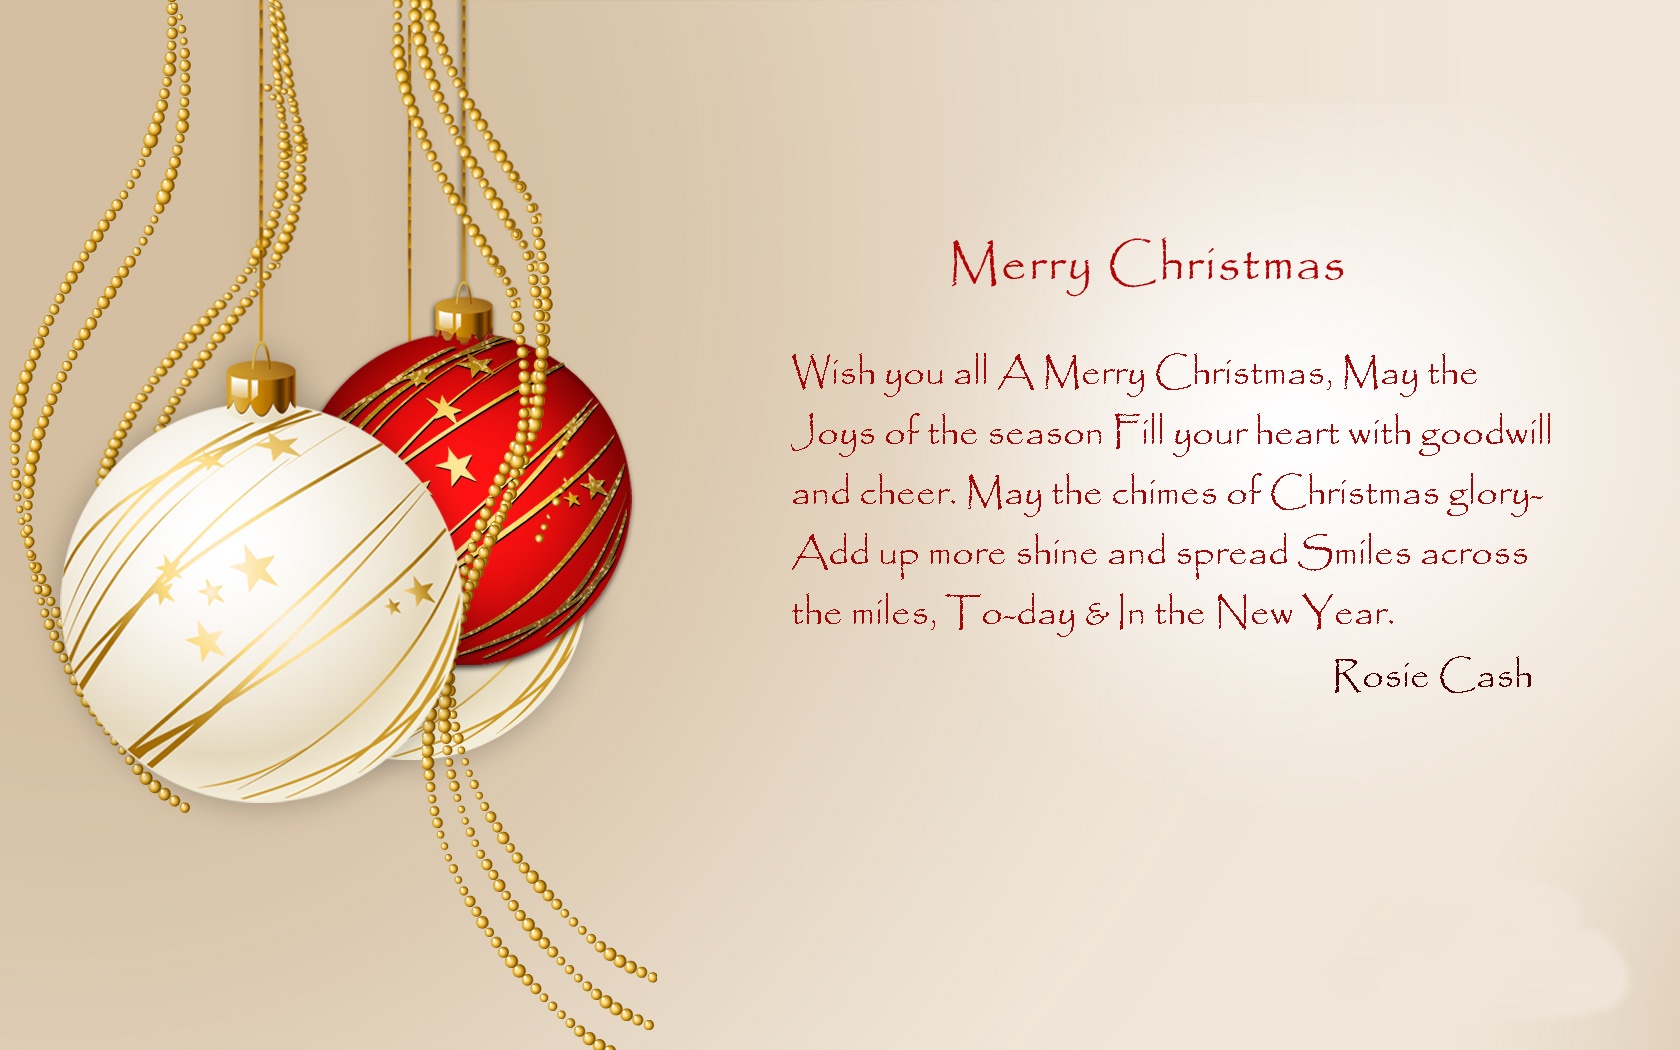 Merry Christmas
Wish you all A Merry Christmas, May the
Joys of the season Fill your heart with goodwill
and cheer. May the chimes of Christmas glory-
Add up more shine and spread Smiles across
the miles, To-day & In the New Year.
Rosie Cash